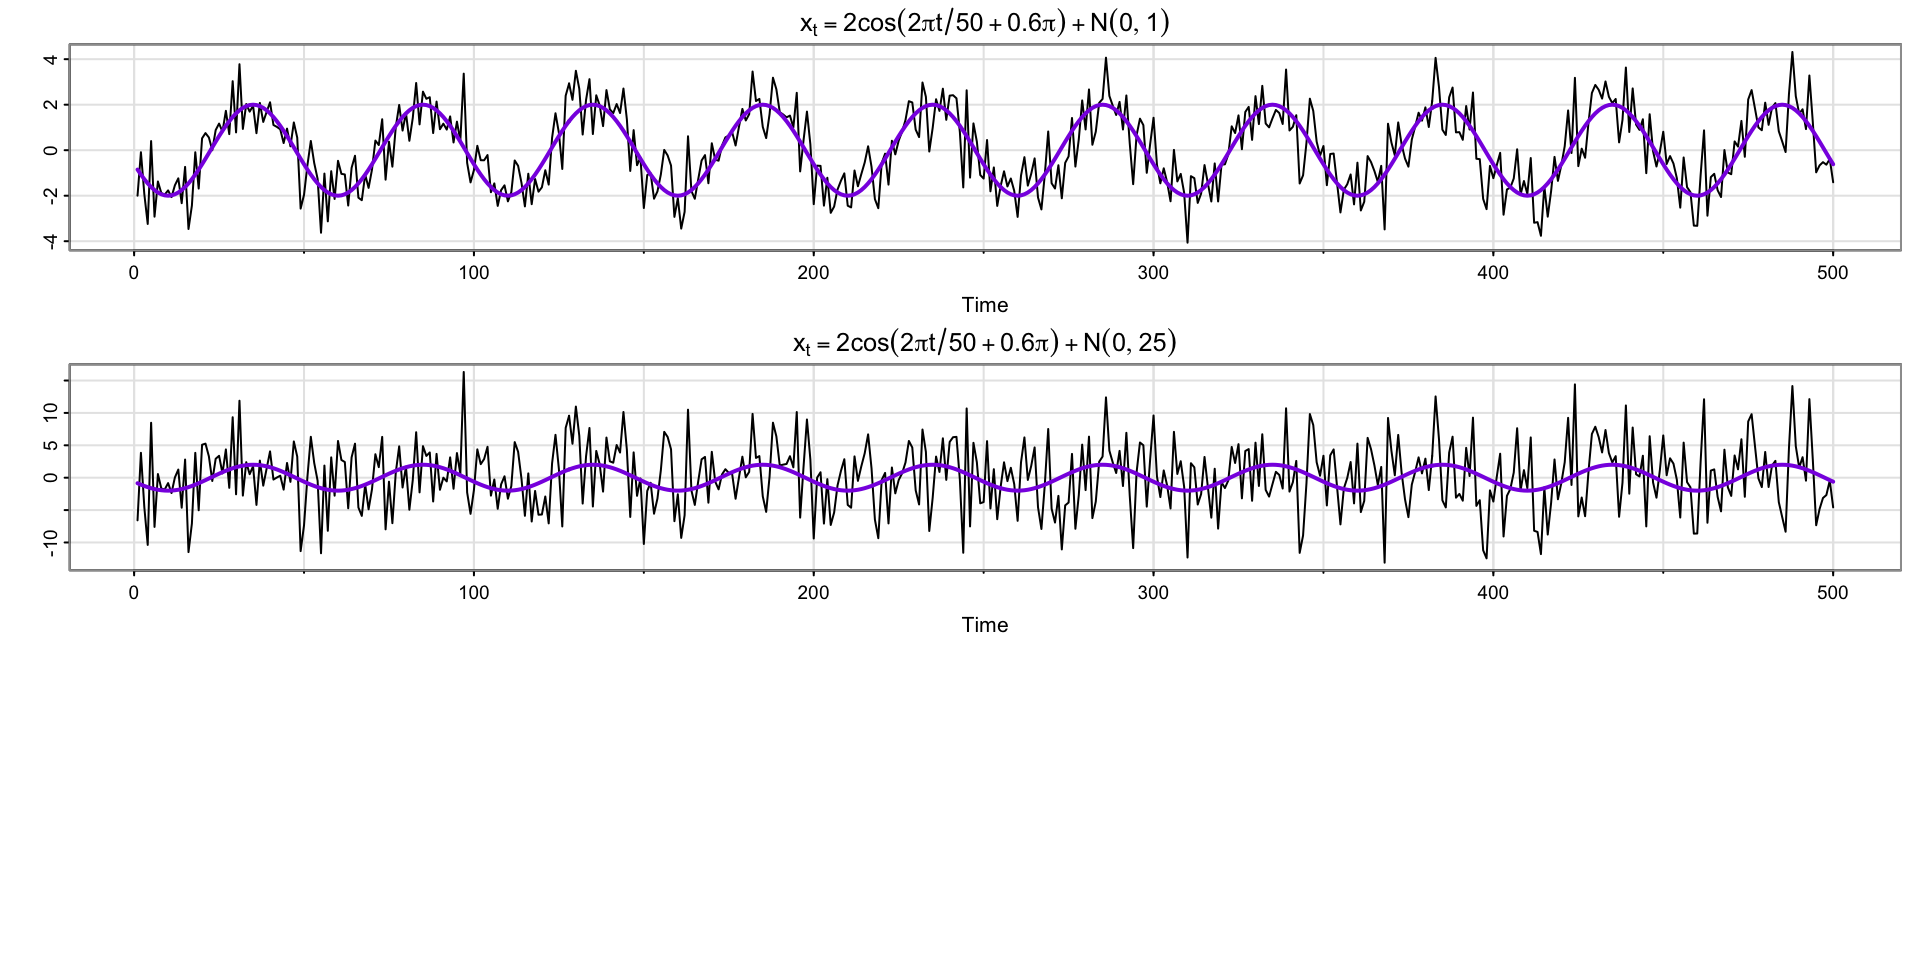 xₜ = 2cos(2πt/50 + 0.6π) + N(0, 1)
4
2
0
-2
-4
0 100 200 300 400 500
Time
xₜ = 2cos(2πt/50 + 0.6π) + N(0, 25)
10
5
0
-10
0 100 200 300 400 500
Time